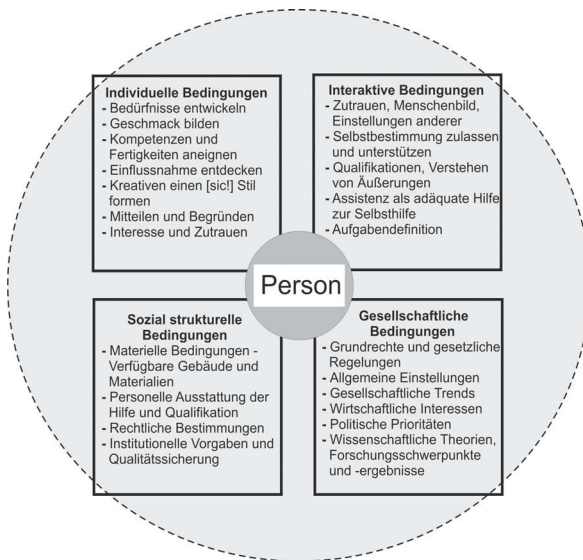 Individuelle Bedingungen
- Bedürfnisse entwickeln
- Geschmack bilden
- Kompetenzen und
Fertigkeiten aneignen
- Einflussnahme entdecken
- Kreativen einen [sic!] Stil
formen
- Mitteilen und Begründen
- Interesse und Zutrauen
Interaktive Bedingungen
- Zutrauen, Menschenbild,
Einstellungen anderer
- Selbstbestimmung zulassen
und unterstützen
- Qualifikationen, Verstehen
von Äußerungen
- Assistenz als adäquate Hilfe
zur Selbsthilfe
- Aufgabendefinition
Person
Sozial strukturelle
Bedingungen
- Materielle Bedingungen -
Verfügbare Gebäude und
Materialien
- Personelle Ausstattung der
Hilfe und Qualifikation
- Rechtliche Bestimmungen
- Institutionelle Vorgaben und
Qualitätssicherung
Gesellschaftliche
Bedingungen
- Grundrechte und gesetzliche
Regelungen
- Allgemeine Einstellungen
- Gesellschaftliche Trends
- Wirtschaftliche Interessen
- Politische Prioritäten
- Wissenschaftliche Theorien,
Forschungsschwerpunkte
und -ergebnisse